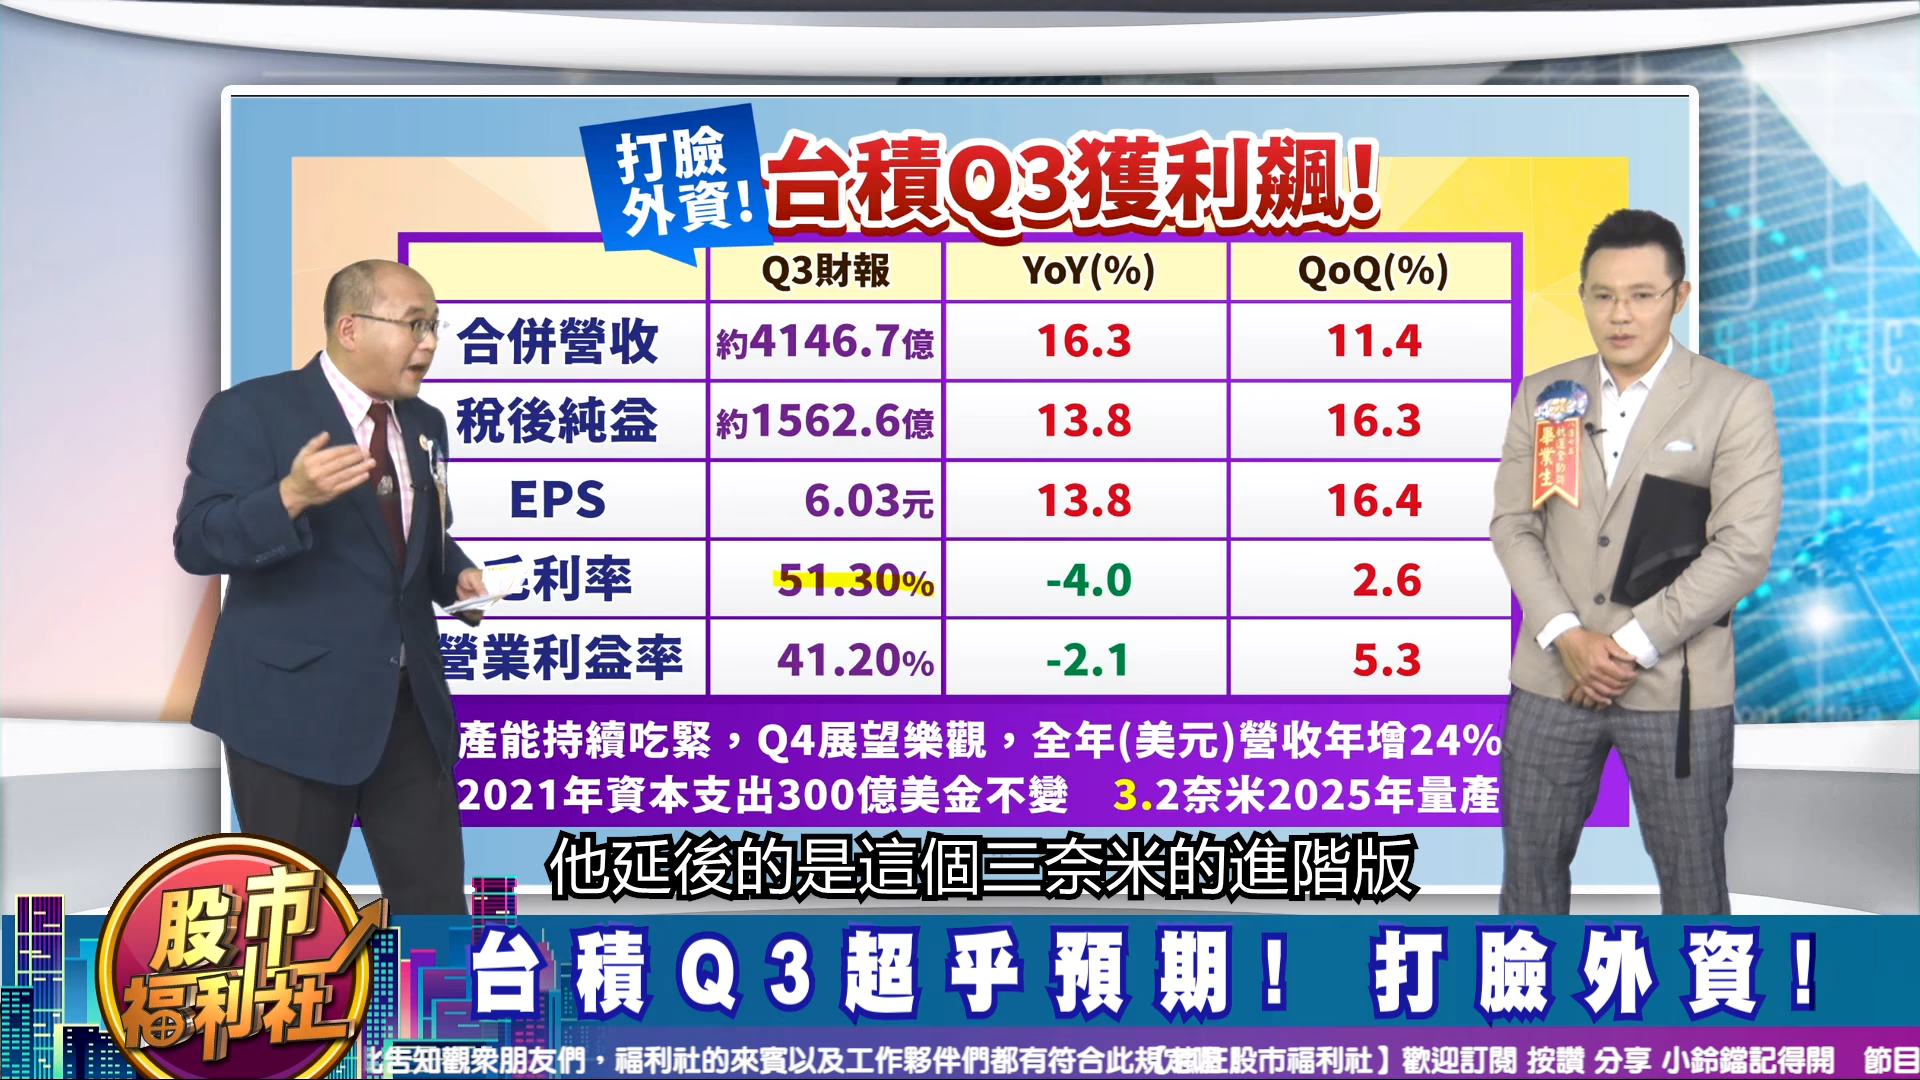 打臉
外資!
台積Q3獲利飆!
Q3財報 YoY(%) QoQ(%)
合併營收 約4146.7億 16.3 11.4
稅後純益 約1562.6億 13.8 16.3
EPS 6.03元 13.8 16.4
毛利率 51.30% -4.0 2.6
營業利益率 41.20% -2.1 5.3
產能持續吃緊，Q4展望樂觀，全年(美元)營收年增24%
2021年資本支出300億美金不變 3.2奈米2025年量產
畢業生
他延後的是這個三奈米的進階版
股市
福利社
台積Q3超乎預期! 打臉外資!
告知觀眾朋友們，福利社的來賓以及工作夥伴們都有符合此規 股市福利社】歡迎訂閱 按讚 分享 小鈴鐺記得開 節目